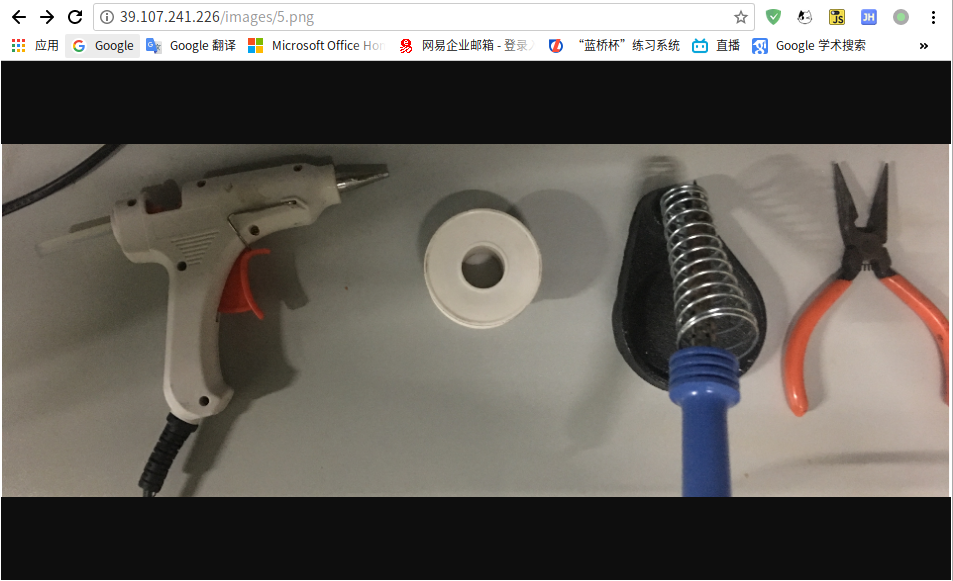 39.107.241.226/images/5.png
JS
JH
应用 Google Google 翻译 Microsoft Office Hon 网易企业邮箱 - 登录 “蓝桥杯”练习系统 直播 Google 学术搜索 »